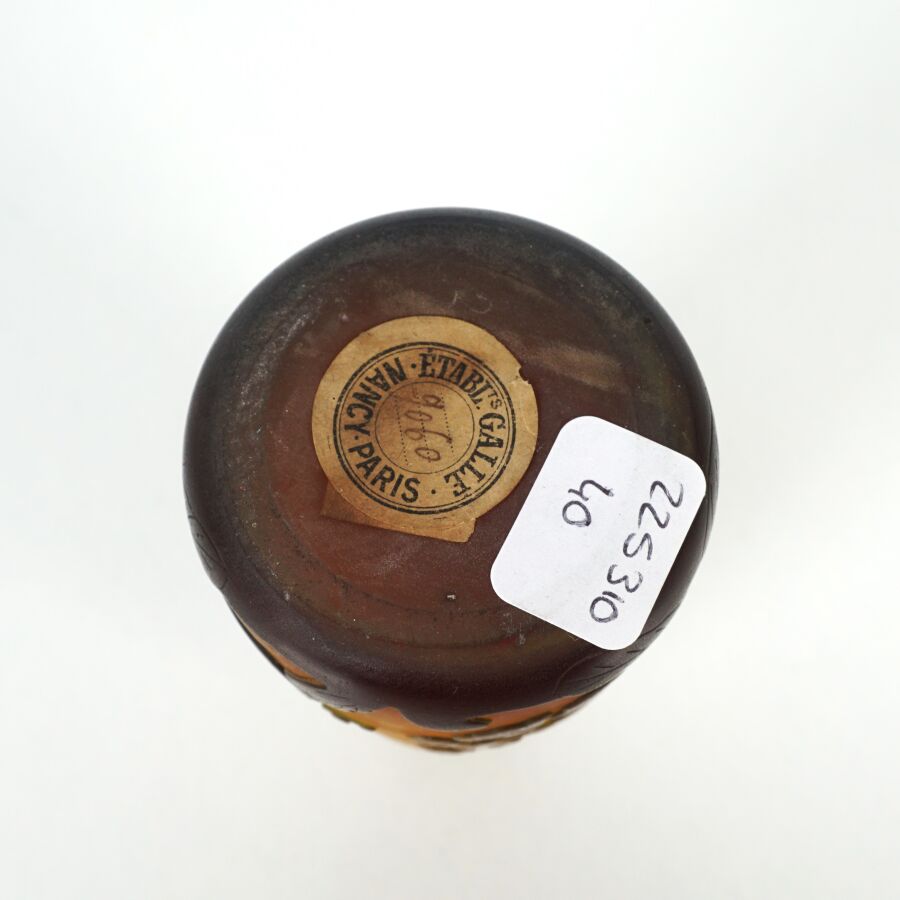 ÉTABLTS GALLÉ · NANCY · PARIS ·
9060
225310
40